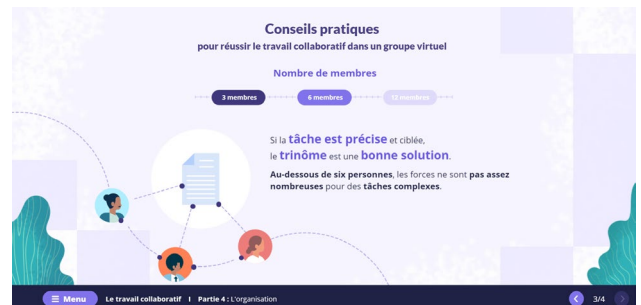 Conseils pratiques
pour réussir le travail collaboratif dans un groupe virtuel
Nombre de membres
3 membres
6 membres
12 membres
Si la tâche est précise et ciblée,
le trinôme est une bonne solution.
Au-dessous de six personnes, les forces ne sont pas assez
nombreuses pour des tâches complexes.
Menu
Le travail collaboratif I Partie 4 : L'organisation
3/4